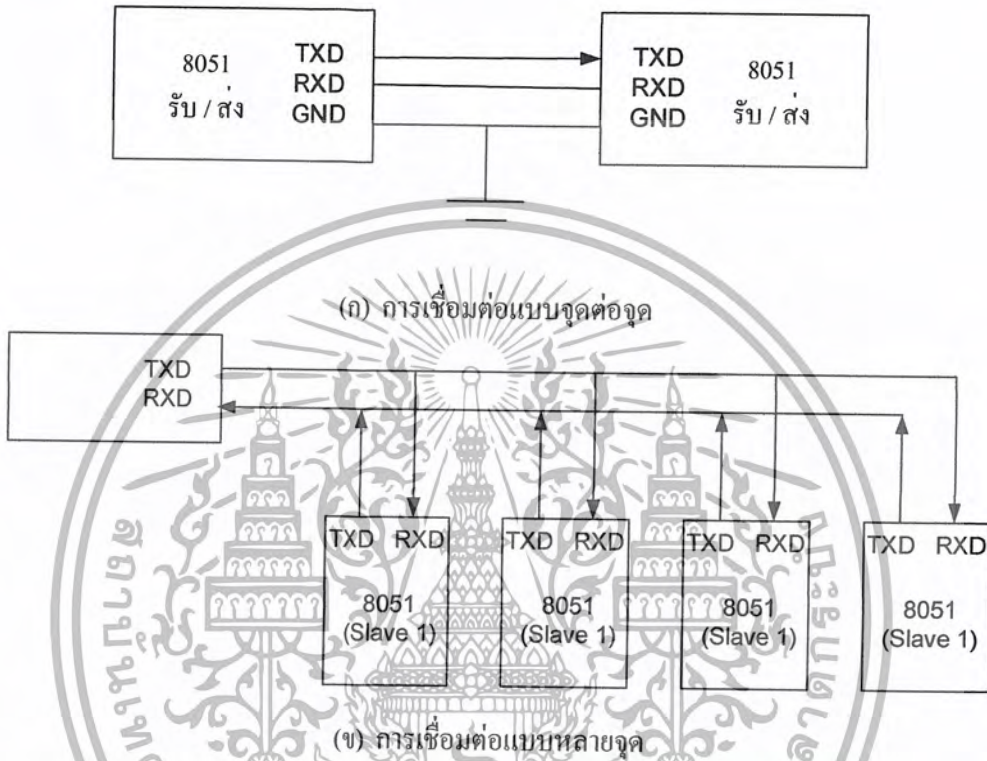 8051
รับ / ส่ง
TXD
RXD
GND
TXD
RXD
GND
8051
รับ / ส่ง
(ก) การเชื่อมต่อแบบจุดต่อจุด
TXD
RXD
TXD RXD
8051
(Slave 1)
TXD RXD
8051
(Slave 1)
TXD RXD
8051
(Slave 1)
TXD RXD
8051
(Slave 1)
(ข) การเชื่อมต่อแบบหลายจุด